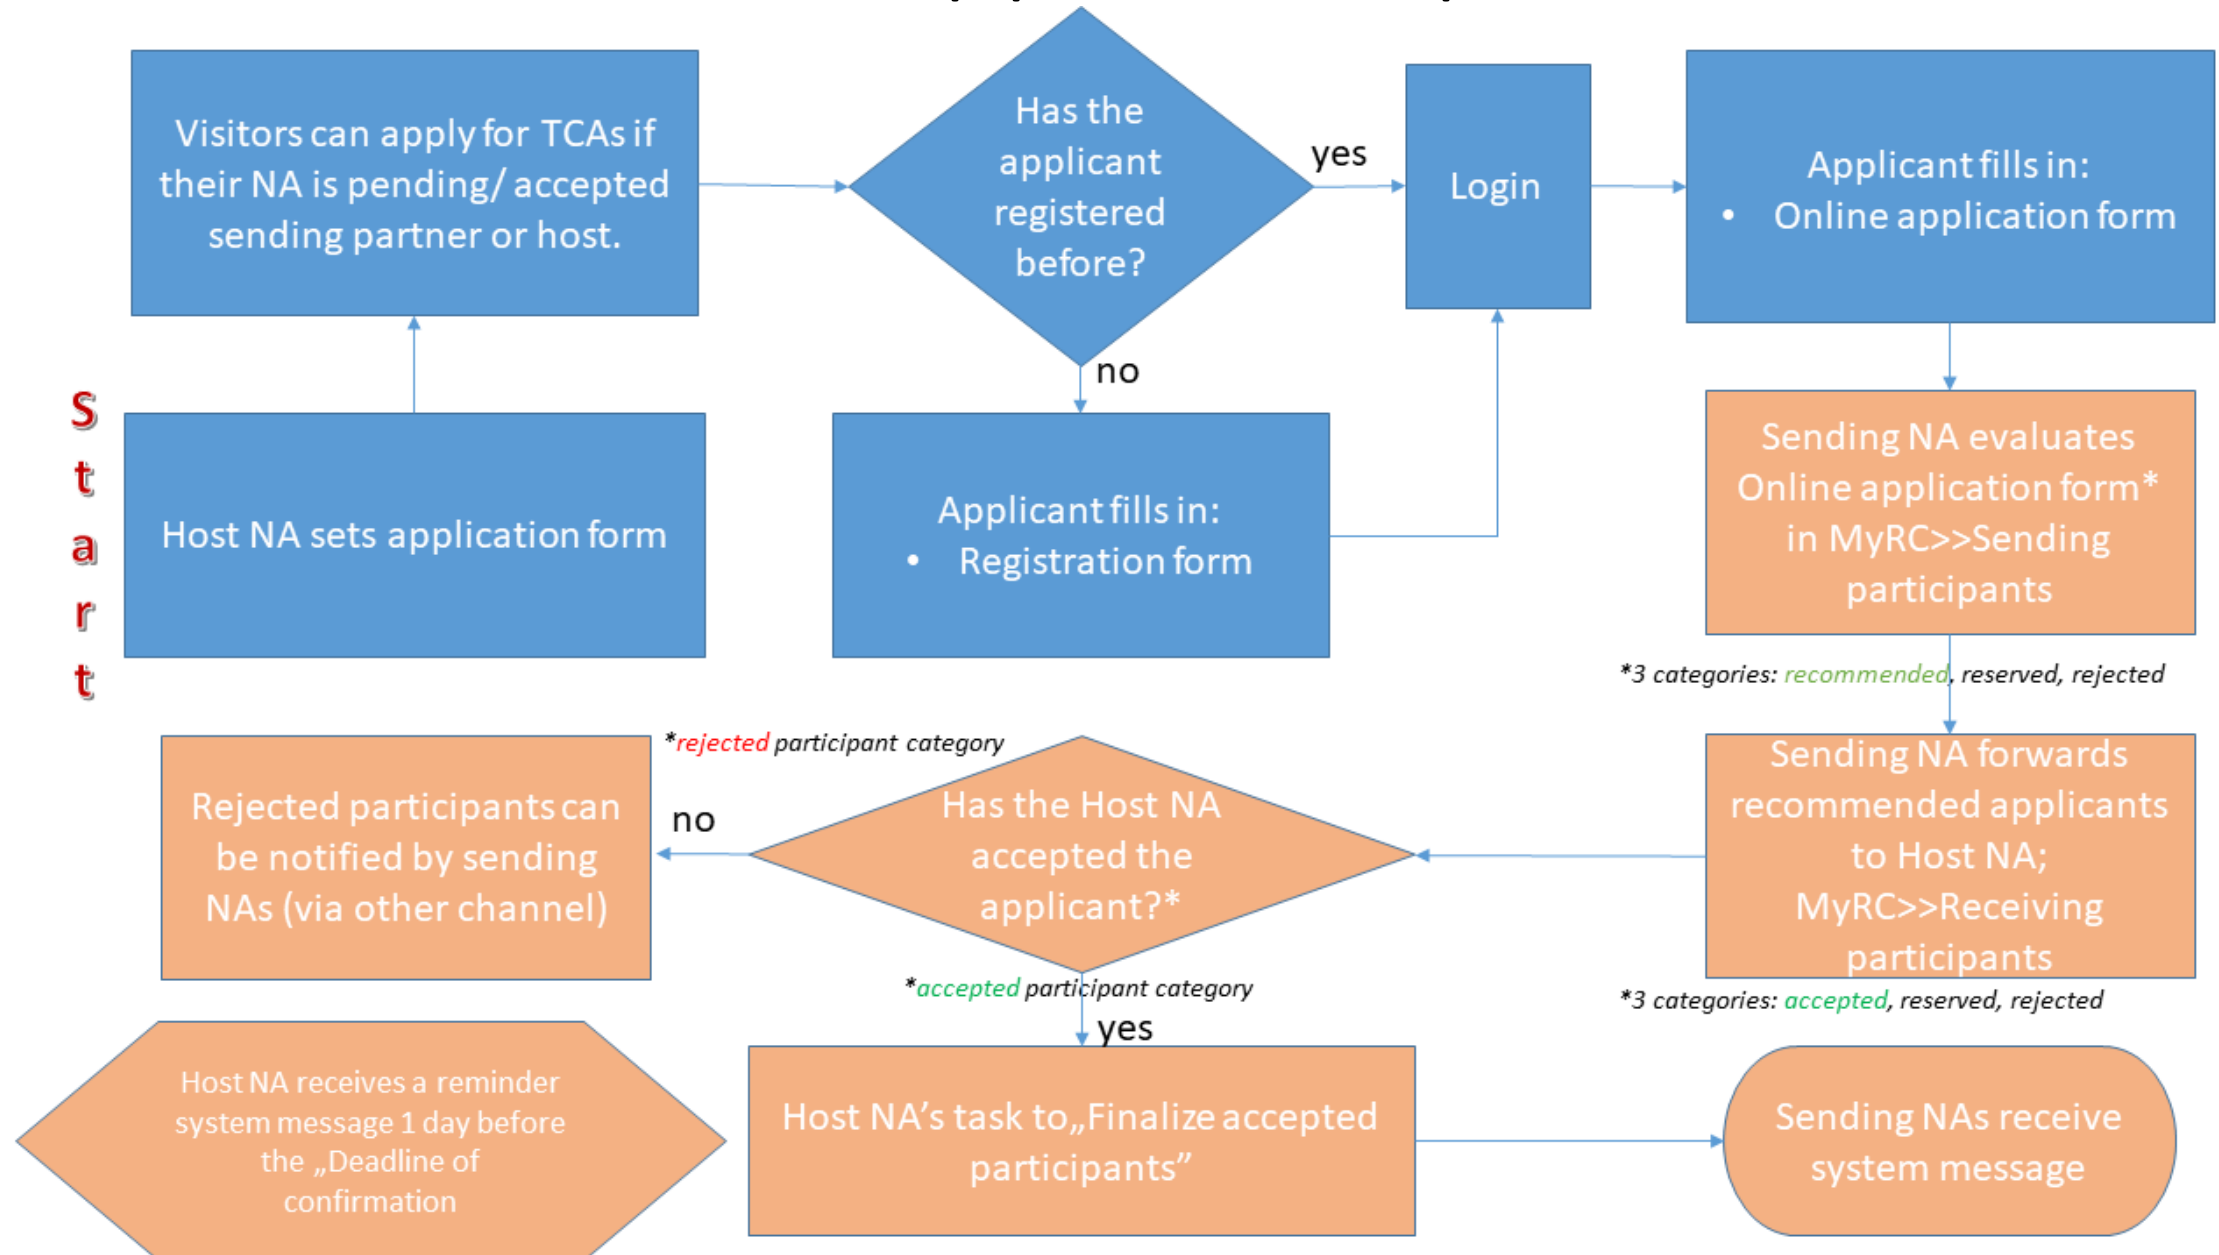 Visitors can apply for TCAs if
their NA is pending/ accepted
sending partner or host.
Has the
applicant
registered
before?
yes
Login
Applicant fills in:
• Online application form
no
Start
Host NA sets application form
Applicant fills in:
• Registration form
Sending NA evaluates
Online application form*
in MyRC>>Sending
participants
*3 categories: recommended, reserved, rejected
Sending NA forwards
recommended applicants
to Host NA;
MyRC>>Receiving
participants
*3 categories: accepted, reserved, rejected
Has the Host NA
accepted the
applicant?*
*rejected participant category
no
Rejected participants can
be notified by sending
NAs (via other channel)
*accepted participant category
yes
Host NA receives a reminder
system message 1 day before
the „Deadline of
confirmation
Host NA’s task to„Finalize accepted
participants”
Sending NAs receive
system message